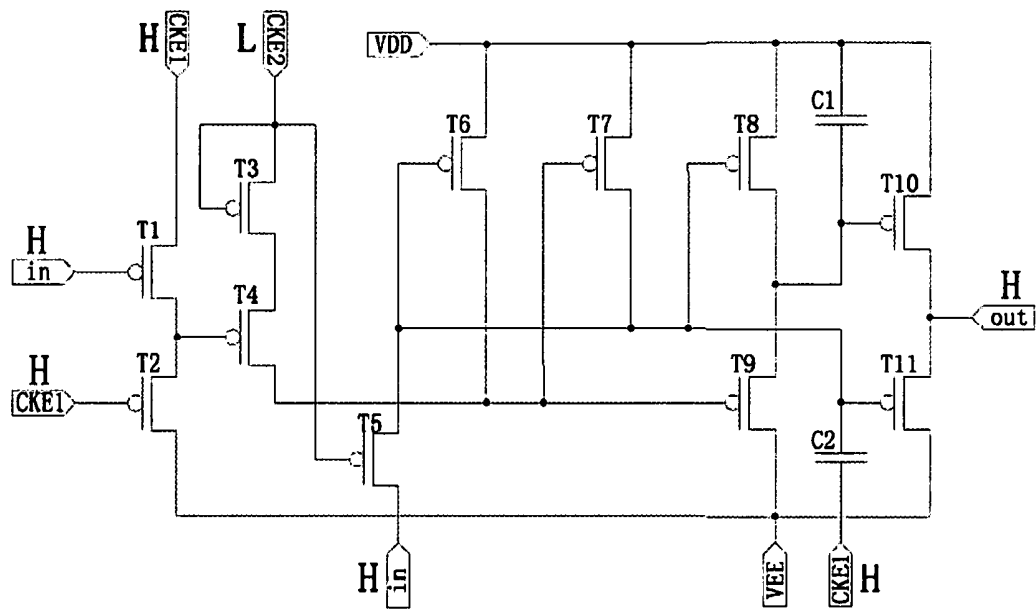 H
CKE1
L
CKE2
VDD
C1
T6
T7
T8
T3
T10
T1
H
in
T4
H
out
T2
T9
T11
H
CKE1
T5
C2
H
in
VEE
CKE1
H